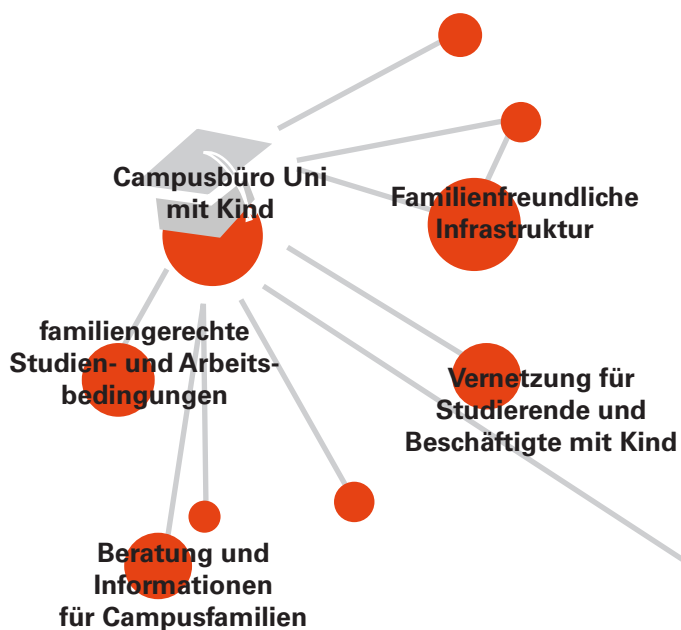 Campusbüro Uni
mit Kind
Familienfreundliche
Infrastruktur
familiengerechte
Studien- und Arbeits-
bedingungen
Vernetzung für
Studierende und
Beschäftigte mit Kind
Beratung und
Informationen
für Campusfamilien